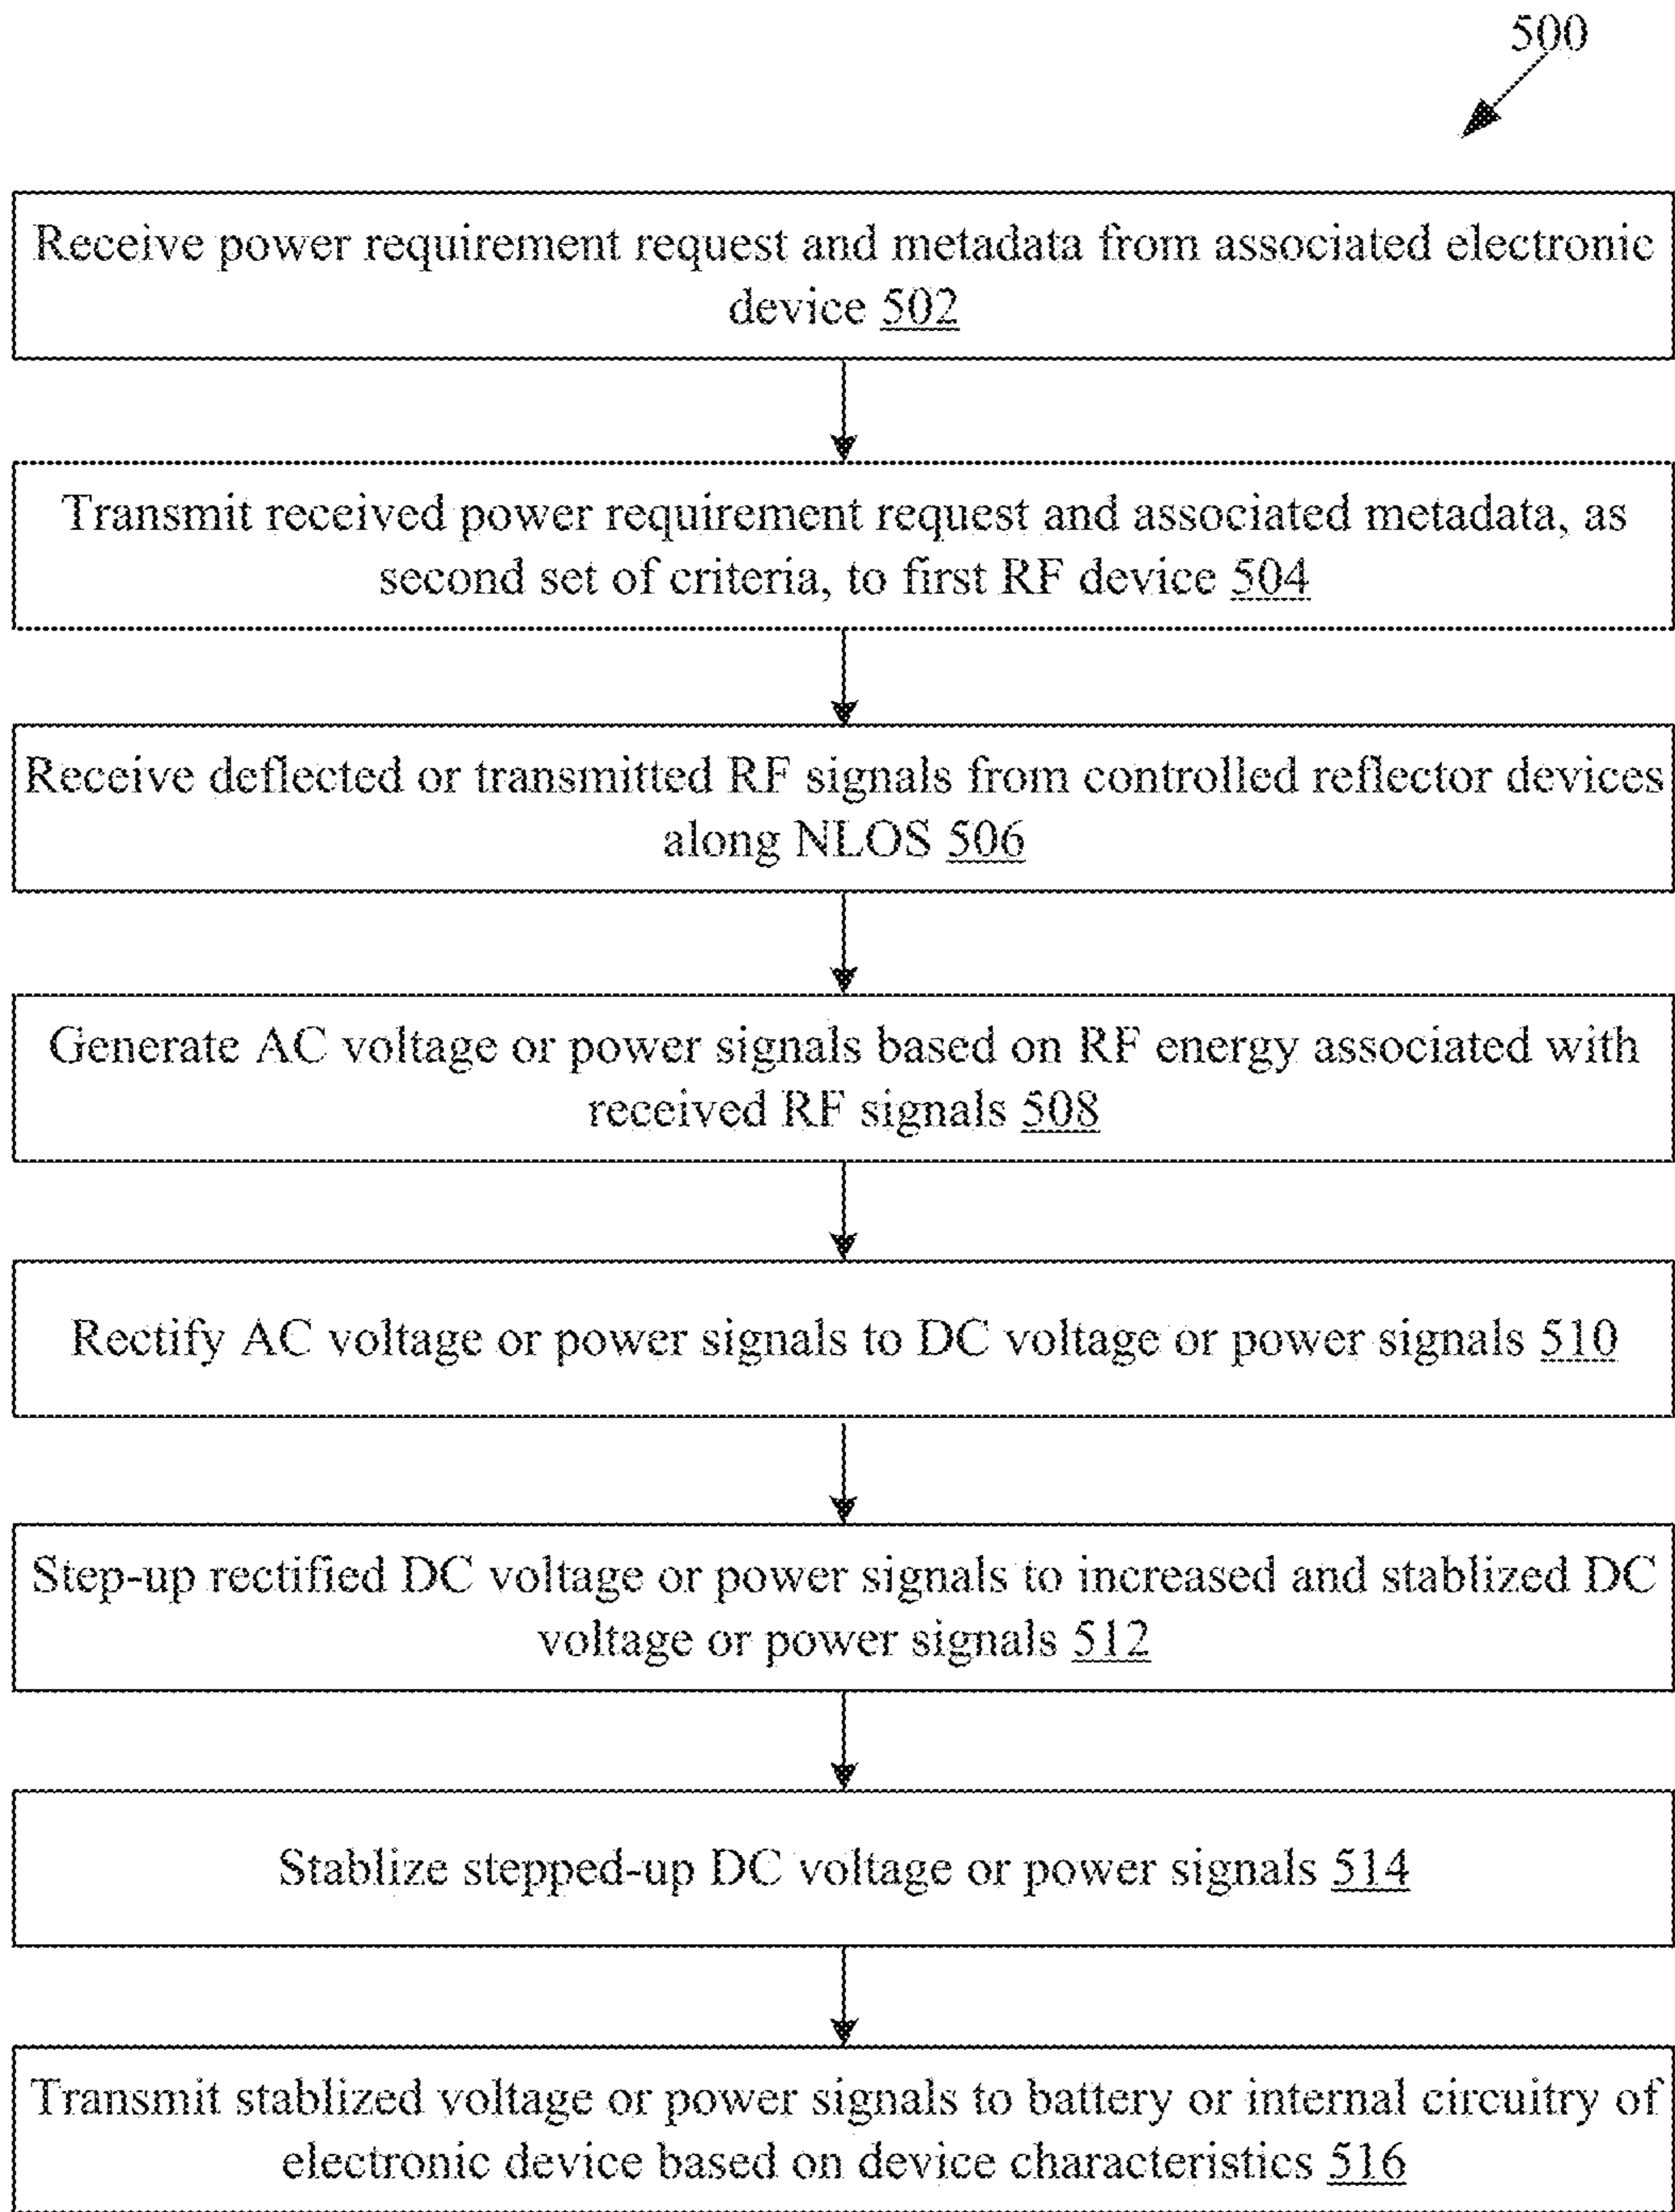 500
Receive power requirement request and metadata from associated electronic
device 502
Transmit received power requirement request and associated metadata, as
second set of criteria, to first RF device 504
Receive deflected or transmitted RF signals from controlled reflector devices
along NLOS 506
Generate AC voltage or power signals based on RF energy associated with
received RF signals 508
Rectify AC voltage or power signals to DC voltage or power signals 510
Step-up rectified DC voltage or power signals to increased and stablized DC
voltage or power signals 512
Stablize stepped-up DC voltage or power signals 514
Transmit stablized voltage or power signals to battery or internal circuitry of
electronic device based on device characteristics 516